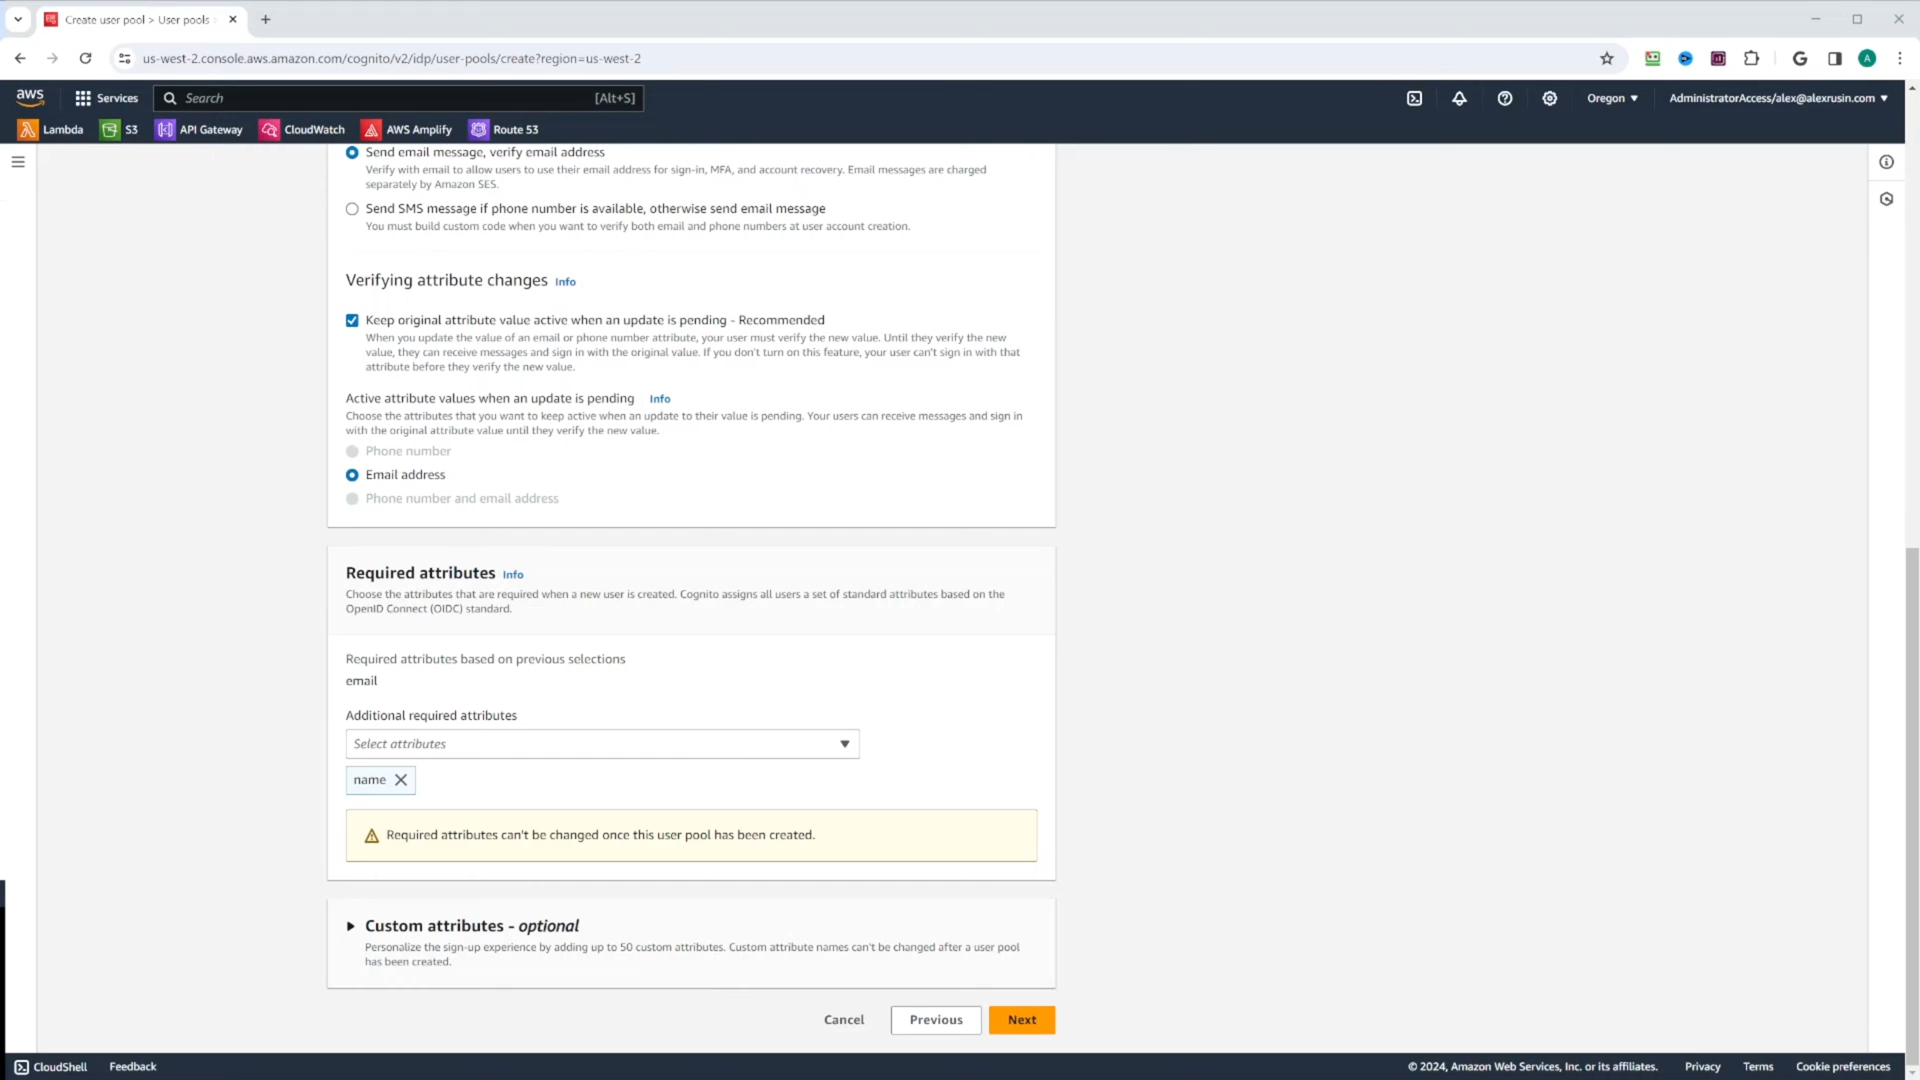 Create user pool > User pools
us-west-2.console.aws.amazon.com/cognito/v2/idp/user-pools/create?region=us-west-2
A
aws
Services
Search
[Alt+S]
Oregon
AdministratorAccess/alex@alexrusin.com
Lambda
S3
API Gateway
CloudWatch
AWS Amplify
Route 53
Send email message, verify email address
Verify with email to allow users to use their email address for sign-in, MFA, and account recovery. Email messages are charged
separately by Amazon SES.
Send SMS message if phone number is available, otherwise send email message
You must build custom code when you want to verify both email and phone numbers at user account creation.
Verifying attribute changes Info
Keep original attribute value active when an update is pending - Recommended
When you update the value of an email or phone number attribute, your user must verify the new value. Until they verify the new
value, they can receive messages and sign in with the original value. If you don't turn on this feature, your user can't sign in with that
attribute before they verify the new value.
Active attribute values when an update is pending Info
Choose the attributes that you want to keep active when an update to their value is pending. Your users can receive messages and sign in
with the original attribute value until they verify the new value.
Phone number
Email address
Phone number and email address
Required attributes Info
Choose the attributes that are required when a new user is created. Cognito assigns all users a set of standard attributes based on the
OpenID Connect (OIDC) standard.
Required attributes based on previous selections
email
Additional required attributes
Select attributes
name
Required attributes can't be changed once this user pool has been created.
Custom attributes - optional
Personalize the sign-up experience by adding up to 50 custom attributes. Custom attribute names can't be changed after a user pool
has been created.
Cancel
Previous
Next
CloudShell
Feedback
© 2024, Amazon Web Services, Inc. or its affiliates.
Privacy
Terms
Cookie preferences